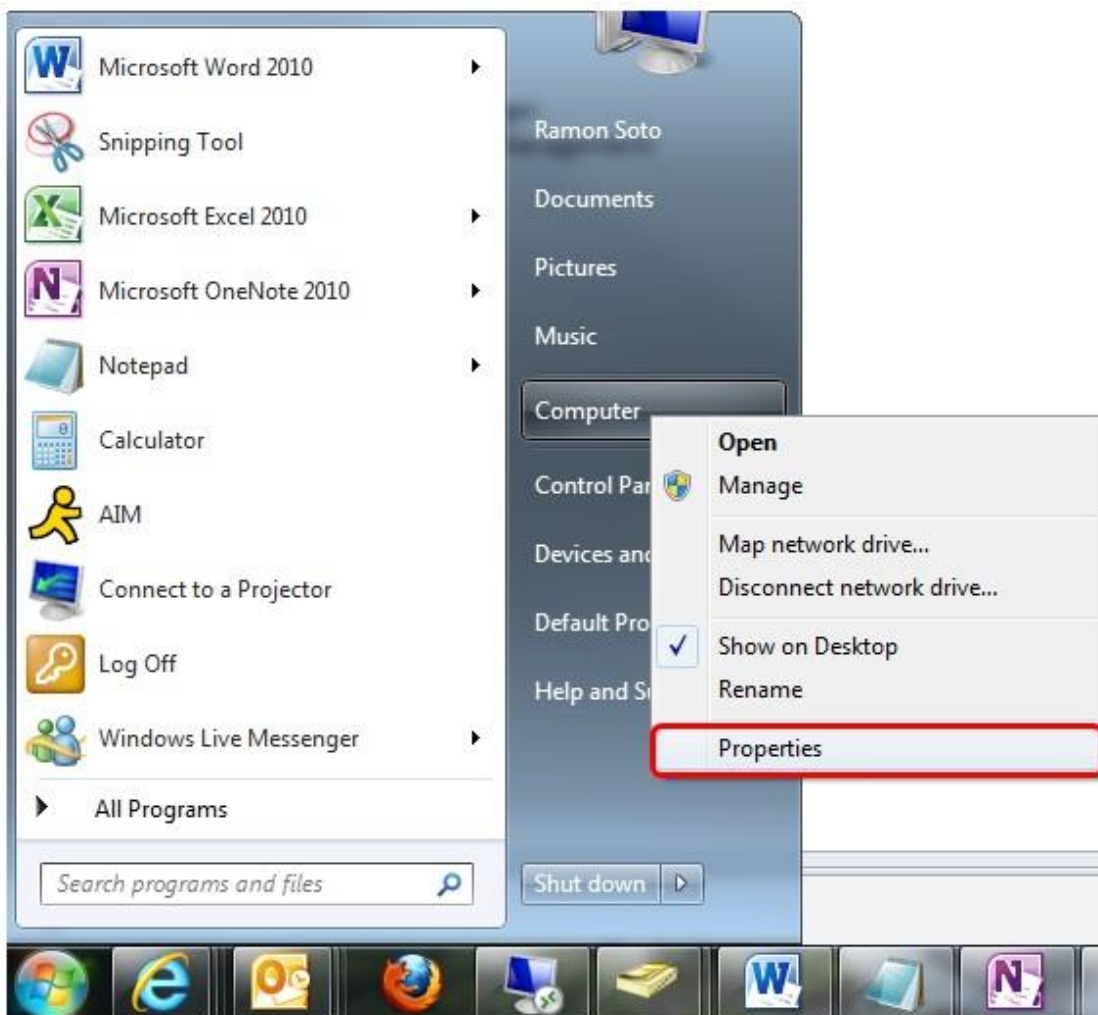 Microsoft Word 2010
Snipping Tool
Microsoft Excel 2010
Microsoft OneNote 2010
Notepad
Calculator
AIM
Connect to a Projector
Log Off
Windows Live Messenger
All Programs
Search programs and files
Ramon Soto
Documents
Pictures
Music
Computer
Control Par
Devices and
Default Pro
Help and S
Shut down
Open
Manage
Map network drive...
Disconnect network drive...
Show on Desktop
Rename
Properties